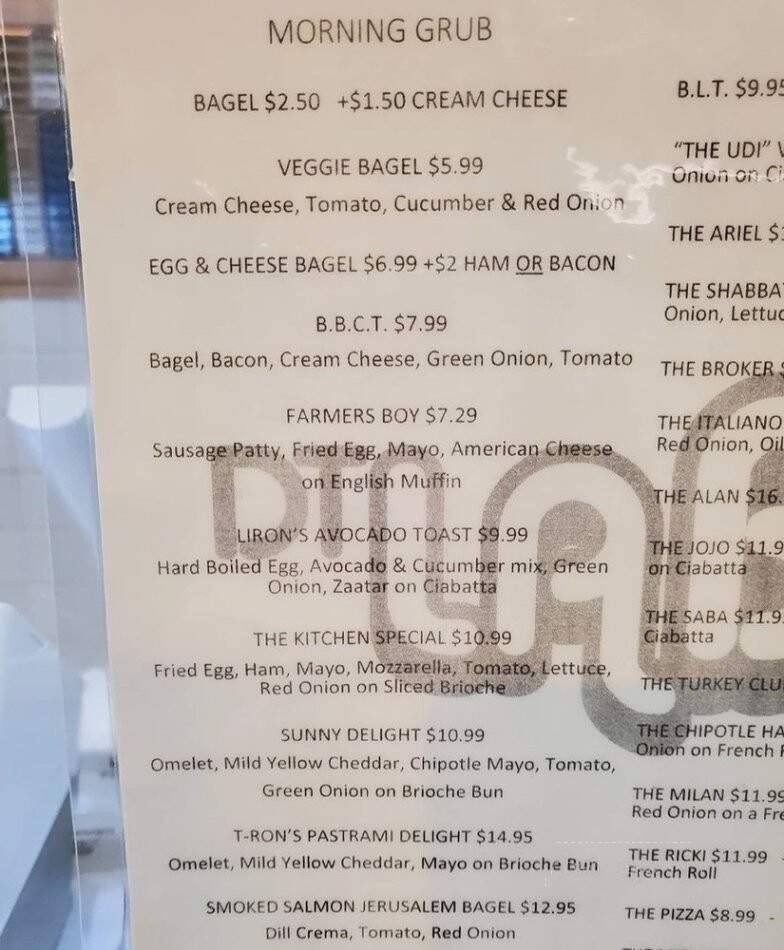 MORNING GRUB
BAGEL $2.50 +$1.50 CREAM CHEESE
VEGGIE BAGEL $5.99
Cream Cheese, Tomato, Cucumber & Red Onion
EGG & CHEESE BAGEL $6.99 +$2 HAM OR BACON
B.B.C.T. $7.99
Bagel, Bacon, Cream Cheese, Green Onion, Tomato
FARMERS BOY $7.29
Sausage Patty, Fried Egg, Mayo, American Cheese
on English Muffin
LIRON'S AVOCADO TOAST $9.99
Hard Boiled Egg, Avocado & Cucumber mix, Green
Onion, Zaatar on Ciabatta
THE KITCHEN SPECIAL $10.99
Fried Egg, Ham, Mayo, Mozzarella, Tomato, Lettuce,
Red Onion on Sliced Brioche
SUNNY DELIGHT $10.99
Omelet, Mild Yellow Cheddar, Chipotle Mayo, Tomato,
Green Onion on Brioche Bun
T-RON'S PASTRAMI DELIGHT $14.95
Omelet, Mild Yellow Cheddar, Mayo on Brioche Bun
SMOKED SALMON JERUSALEM BAGEL $12.95
Dill Crema, Tomato, Red Onion
B.L.T. $9.95
"THE UDI"
Onion on
THE ARIEL
THE SHABBA
Onion, Lettuc
THE BROKER
THE ITALIANO
Red Onion, Oil
THE ALAN $16.
THE JOJO $11.9
on Ciabatta
THE SABA $11.9
Ciabatta
THE TURKEY CLU
THE CHIPOTLE HA
Onion on French
THE MILAN $11.99
Red Onion on a Fre
THE RICKI $11.99 -
French Roll
THE PIZZA $8.99 -